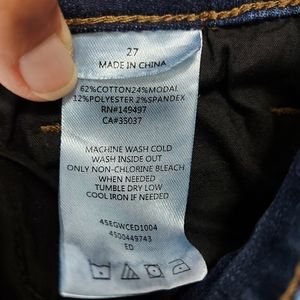 27
MADE IN CHINA
62%COTTON24%MODAL
12%POLYESTER 2%SPANDEX
RN#149497
CA#35037
MACHINE WASH COLD
WASH INSIDE OUT
ONLY NON-CHLORINE BLEACH
WHEN NEEDED
TUMBLE DRY LOW
COOL IRON IF NEEDED
45EGWCED1004
4500449743
ED